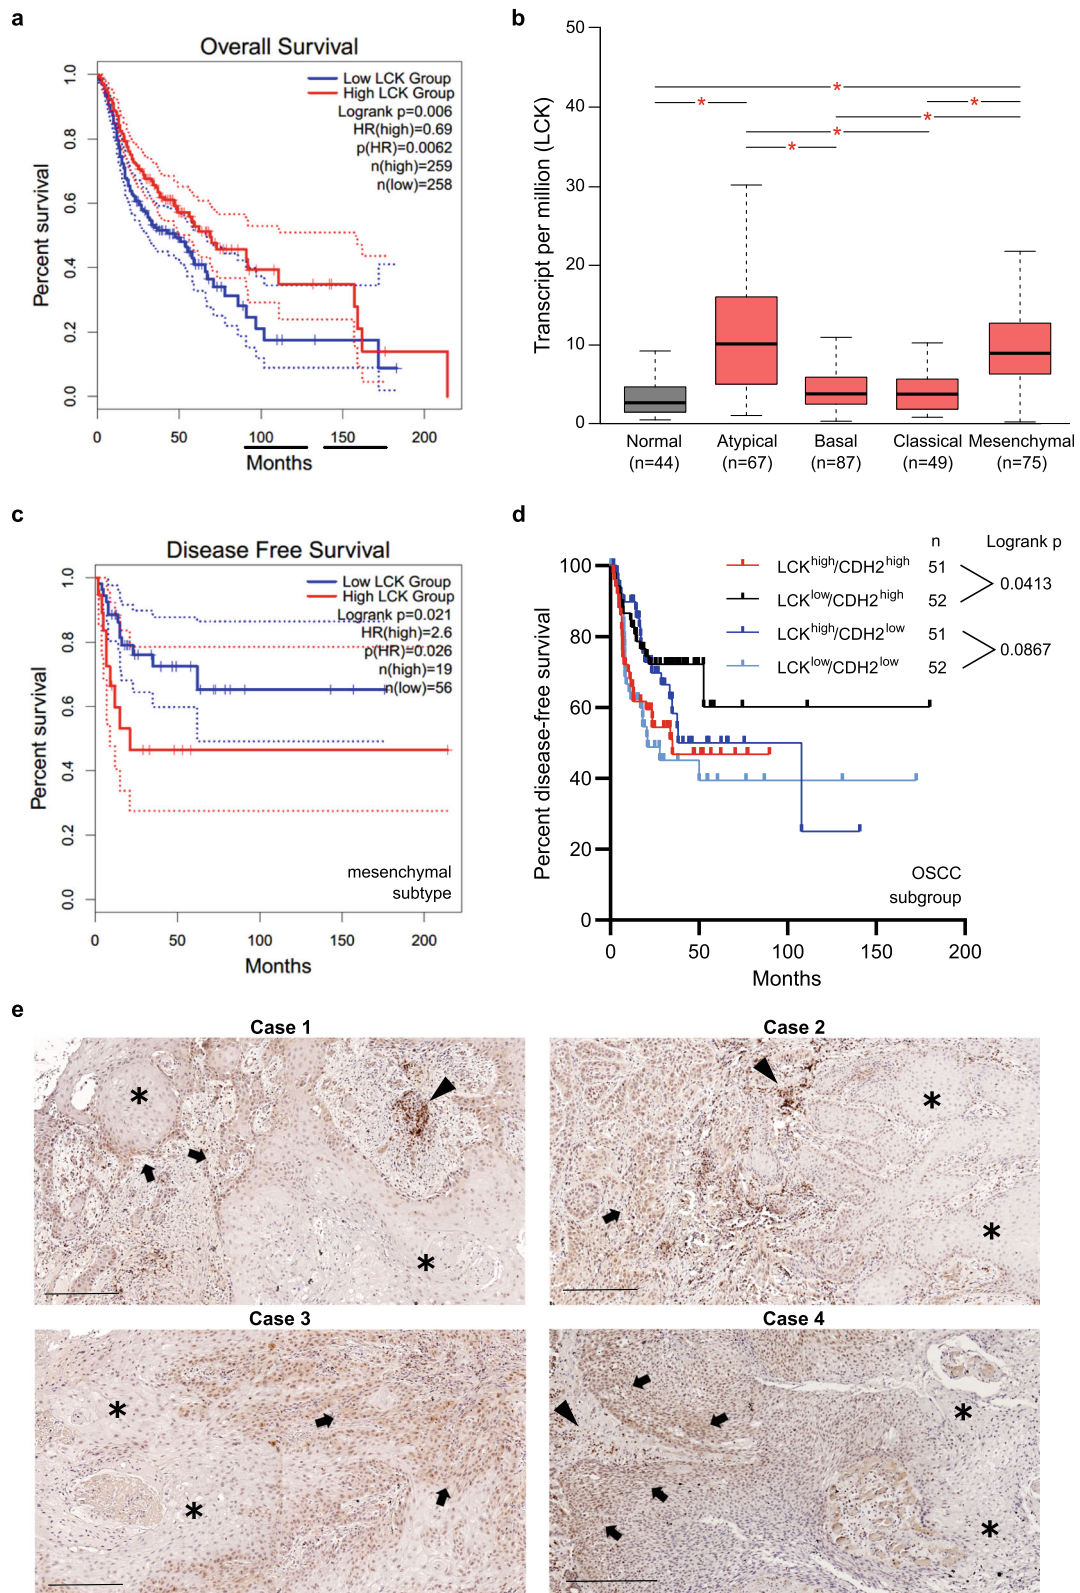 a
Overall Survival
Low LCK Group
High LCK Group
Logrank p=0.006
HR(high)=0.69
p(HR)=0.0062
n(high)=259
n(low)=258
Percent survival
1.0
0.8
0.6
0.4
0.2
0.0
0 50 100 150 200
Months
b
Transcript per million (LCK)
50
40
30
20
10
0
* * * * * *
Normal Atypical Basal Classical Mesenchymal
(n=44) (n=67) (n=87) (n=49) (n=75)
c
Disease Free Survival
Low LCK Group
High LCK Group
Logrank p=0.021
HR(high)=2.6
p(HR)=0.026
n(high)=19
n(low)=56
Percent survival
1.0
0.8
0.6
0.4
0.2
0.0
mesenchymal
subtype
0 50 100 150 200
Months
d
n Logrank p
LCKhigh/CDH2high 51
0.0413
LCKlow/CDH2high 52
LCKhigh/CDH2low 51
0.0867
LCKlow/CDH2low 52
Percent disease-free survival
100
80
60
40
20
0
OSCC
subgroup
0 50 100 150 200
Months
e
Case 1
* *
Case 2
* *
Case 3
* *
Case 4
* *